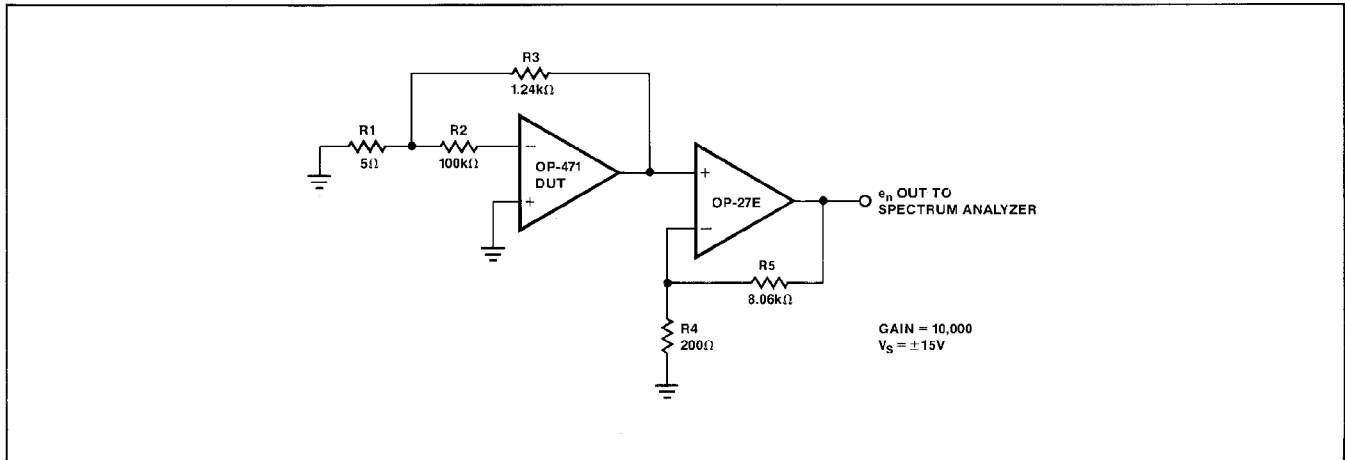 R3
1.24kΩ
R1
5Ω
R2
100kΩ
−
OP-471
DUT
+
+
OP-27E
−
eₙ OUT TO
SPECTRUM ANALYZER
R5
8.06kΩ
R4
200Ω
GAIN = 10,000
V_S = ±15V